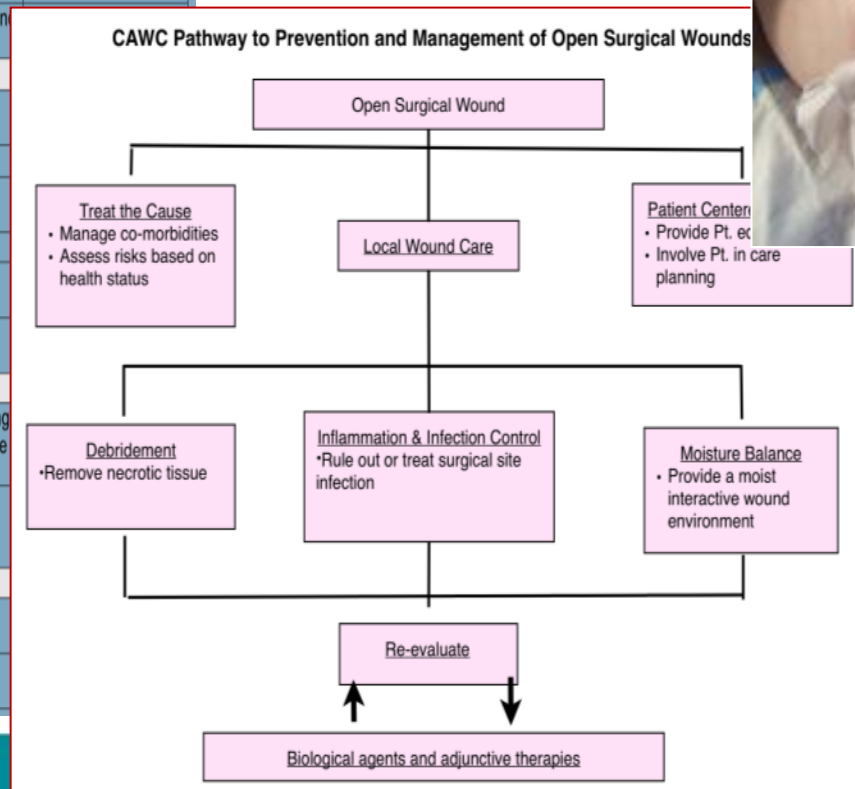 CAWC Pathway to Prevention and Management of Open Surgical Wounds
Open Surgical Wound
Treat the Cause
• Manage co-morbidities
• Assess risks based on
health status
Local Wound Care
Patient
• Provide Pt.
• Involve Pt. in care
planning
Debridement
•Remove necrotic tissue
Inflammation & Infection Control
•Rule out or treat surgical site
infection
Moisture Balance
• Provide a moist
interactive wound
environment
Re-evaluate
Biological agents and adjunctive therapies